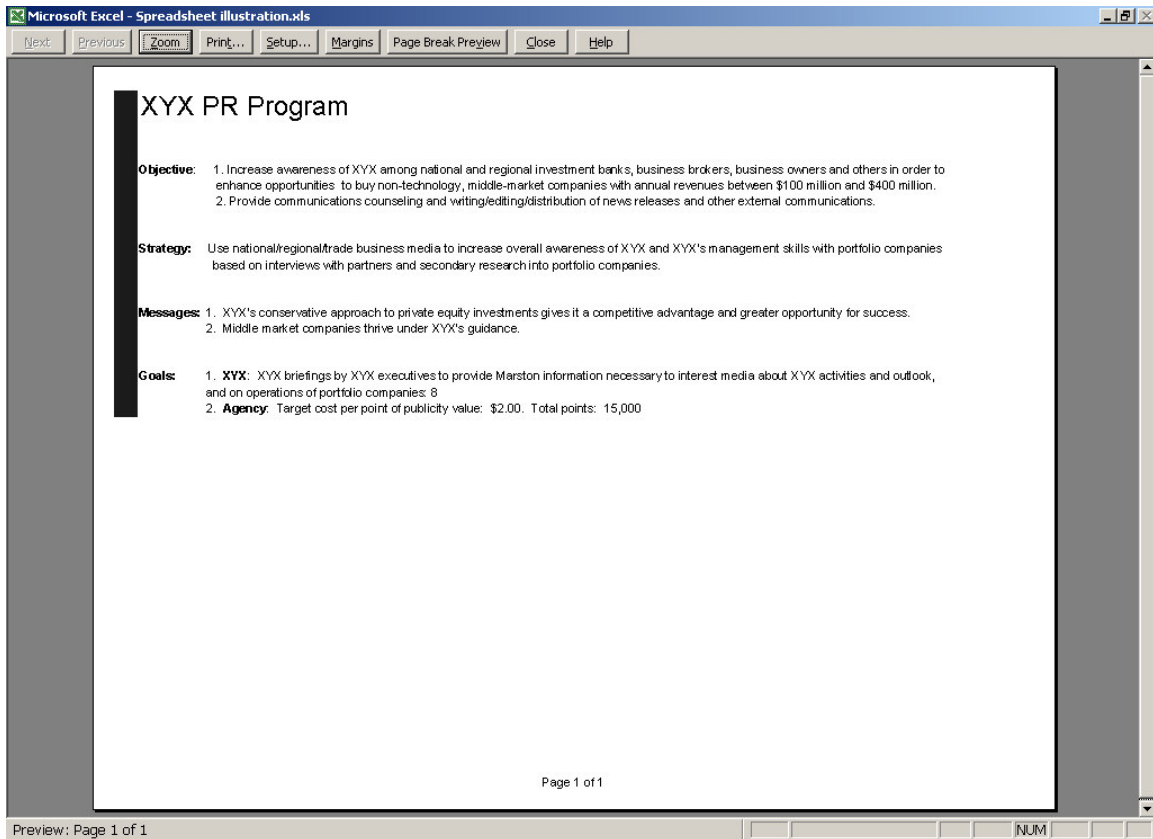 Microsoft Excel - Spreadsheet illustration.xls
Next Previous Zoom Print... Setup... Margins Page Break Preview Close Help
XYX PR Program
Objective: 1. Increase awareness of XYX among national and regional investment banks, business brokers, business owners and others in order to
enhance opportunities to buy non-technology, middle-market companies with annual revenues between $100 million and $400 million.
2. Provide communications counseling and writing/editing/distribution of news releases and other external communications.
Strategy: Use national/regional/trade business media to increase overall awareness of XYX and XYX's management skills with portfolio companies
based on interviews with partners and secondary research into portfolio companies.
Messages: 1. XYX's conservative approach to private equity investments gives it a competitive advantage and greater opportunity for success.
2. Middle market companies thrive under XYX's guidance.
Goals: 1. XYX: XYX briefings by XYX executives to provide Marston information necessary to interest media about XYX activities and outlook,
and on operations of portfolio companies: 8
2. Agency: Target cost per point of publicity value: $2.00. Total points: 15,000
Page 1 of 1
Preview: Page 1 of 1 NUM